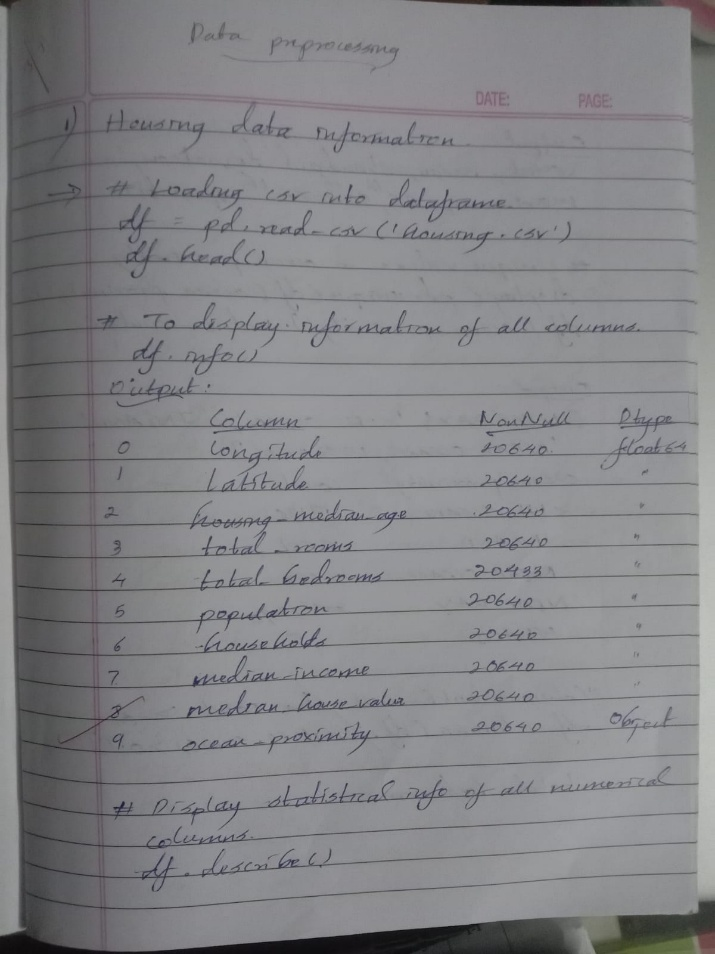 Data preprocessing
DATE: PAGE:
1) Housing data information.
→ # Loading csv into dataframe.
df = pd.read_csv('housing.csv')
df.head()
# To display information of all columns.
df.info()
Output:
Column NonNull Dtype
0 longitude 20640 float64
1 latitude 20640 "
2 housing_median_age 20640 "
3 total_rooms 20640 "
4 total_bedrooms 20433 "
5 population 20640 "
6 households 20640 "
7 median_income 20640 "
8 median_house_value 20640 "
9 ocean_proximity 20640 Object
# Display statistical info of all numerical
columns.
df.describe()